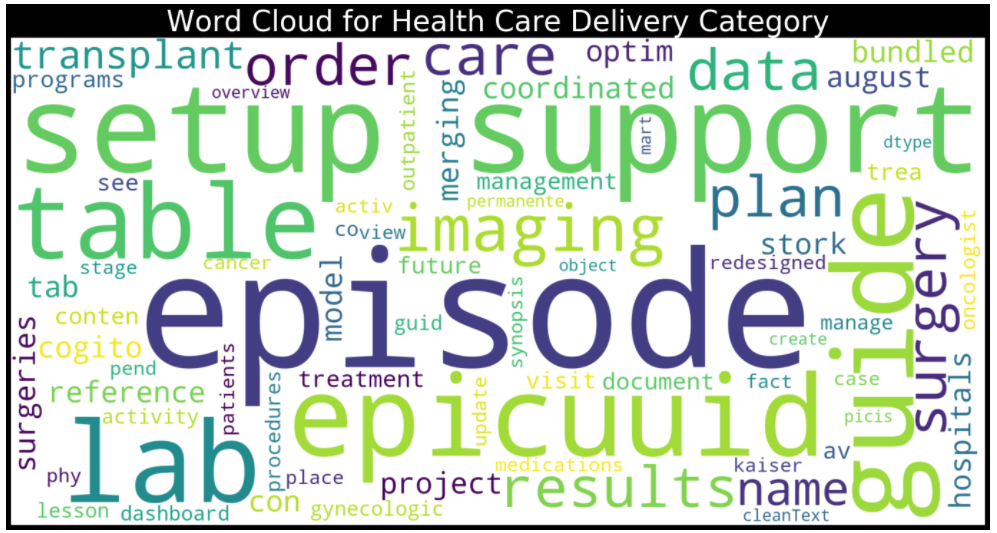 Word Cloud for Health Care Delivery Category
transplant
order
care
optim
data
bundled
programs
overview
outpatient
merging
coordinated
august
setup
support
mart
dtype
see
management
permanente
plan
trea
table
activ
coview
imaging
stork
guide
surgery
oncologist
stage
cancer
model
future
object
redesigned
tab
episode
synopsis
conten
guid
manage
create
surgeries
cogito
pend
patients
treatment
update
visit
document
fact
case
hospitals
reference
procedures
epicuuid
activity
picis
lab
medications
kaiser
av
phy
place
project
results
name
lesson
dashboard
con
gynecologic
cleanText